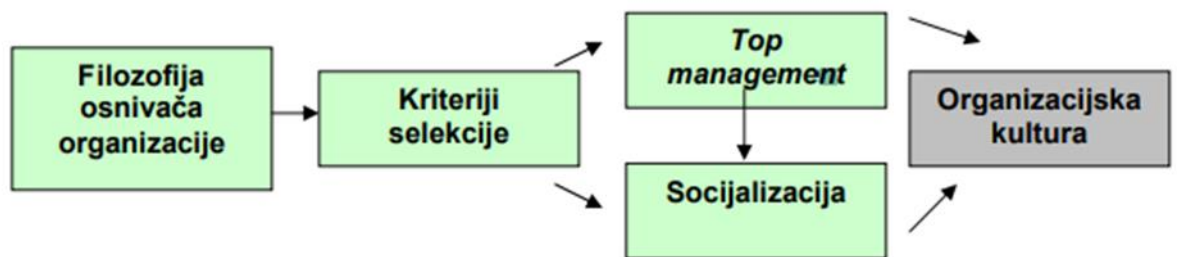 Filozofija
osnivača
organizacije
Kriteriji
selekcije
Top
management
Socijalizacija
Organizacijska
kultura